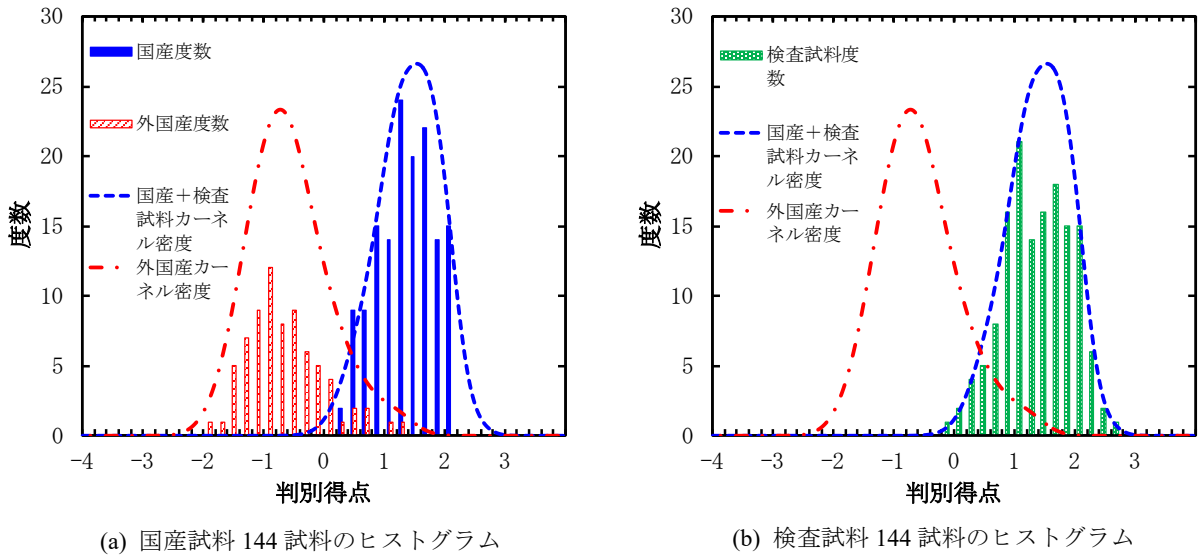 30
25
20
15
10
5
0
度数
国産度数
外国産度数
国産＋検査
試料カーネ
ル密度
外国産カー
ネル密度
-4 -3 -2 -1 0 1 2 3
判別得点
(a) 国産試料 144 試料のヒストグラム
30
25
20
15
10
5
0
度数
検査試料度
数
国産＋検査
試料カーネ
ル密度
外国産カー
ネル密度
-4 -3 -2 -1 0 1 2 3
判別得点
(b) 検査試料 144 試料のヒストグラム